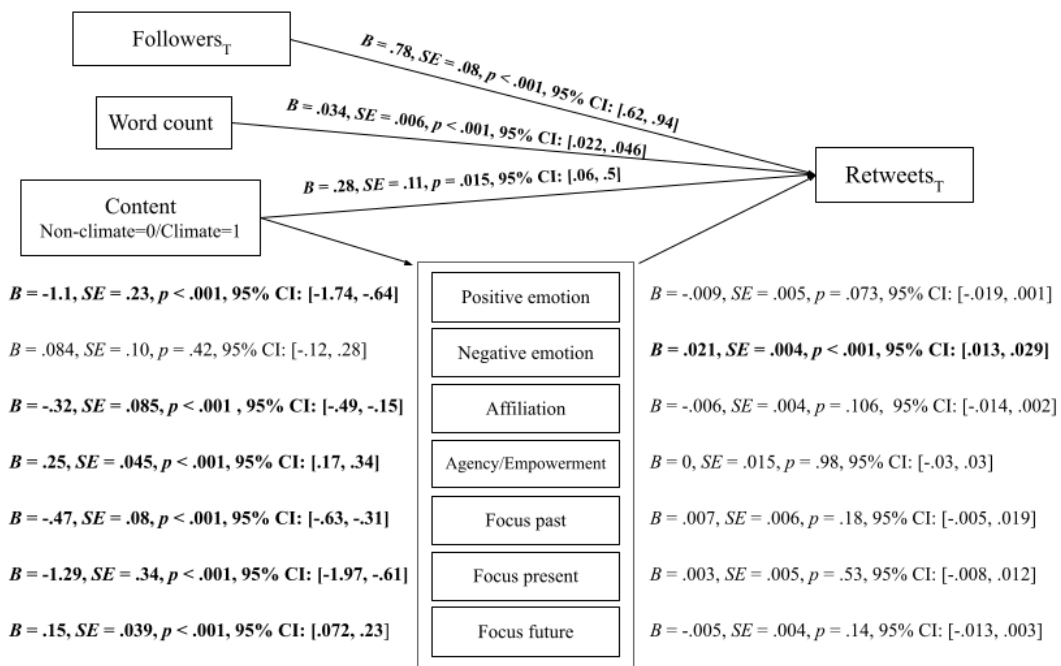 Followers_T
B = .78, SE = .08, p < .001, 95% CI: [.62, .94]
Word count
B = .034, SE = .006, p < .001, 95% CI: [.022, .046]
Retweets_T
Content
Non-climate=0/Climate=1
B = .28, SE = .11, p = .015, 95% CI: [.06, .5]
B = -1.1, SE = .23, p < .001, 95% CI: [-1.74, -.64]
Positive emotion
B = -.009, SE = .005, p = .073, 95% CI: [-.019, .001]
B = .084, SE = .10, p = .42, 95% CI: [-.12, .28]
Negative emotion
B = .021, SE = .004, p < .001, 95% CI: [.013, .029]
B = -.32, SE = .085, p < .001 , 95% CI: [-.49, -.15]
Affiliation
B = -.006, SE = .004, p = .106, 95% CI: [-.014, .002]
B = .25, SE = .045, p < .001, 95% CI: [.17, .34]
Agency/Empowerment
B = 0, SE = .015, p = .98, 95% CI: [-.03, .03]
B = -.47, SE = .08, p < .001, 95% CI: [-.63, -.31]
Focus past
B = .007, SE = .006, p = .18, 95% CI: [-.005, .019]
B = -1.29, SE = .34, p < .001, 95% CI: [-1.97, -.61]
Focus present
B = .003, SE = .005, p = .53, 95% CI: [-.008, .012]
B = .15, SE = .039, p < .001, 95% CI: [.072, .23]
Focus future
B = -.005, SE = .004, p = .14, 95% CI: [-.013, .003]